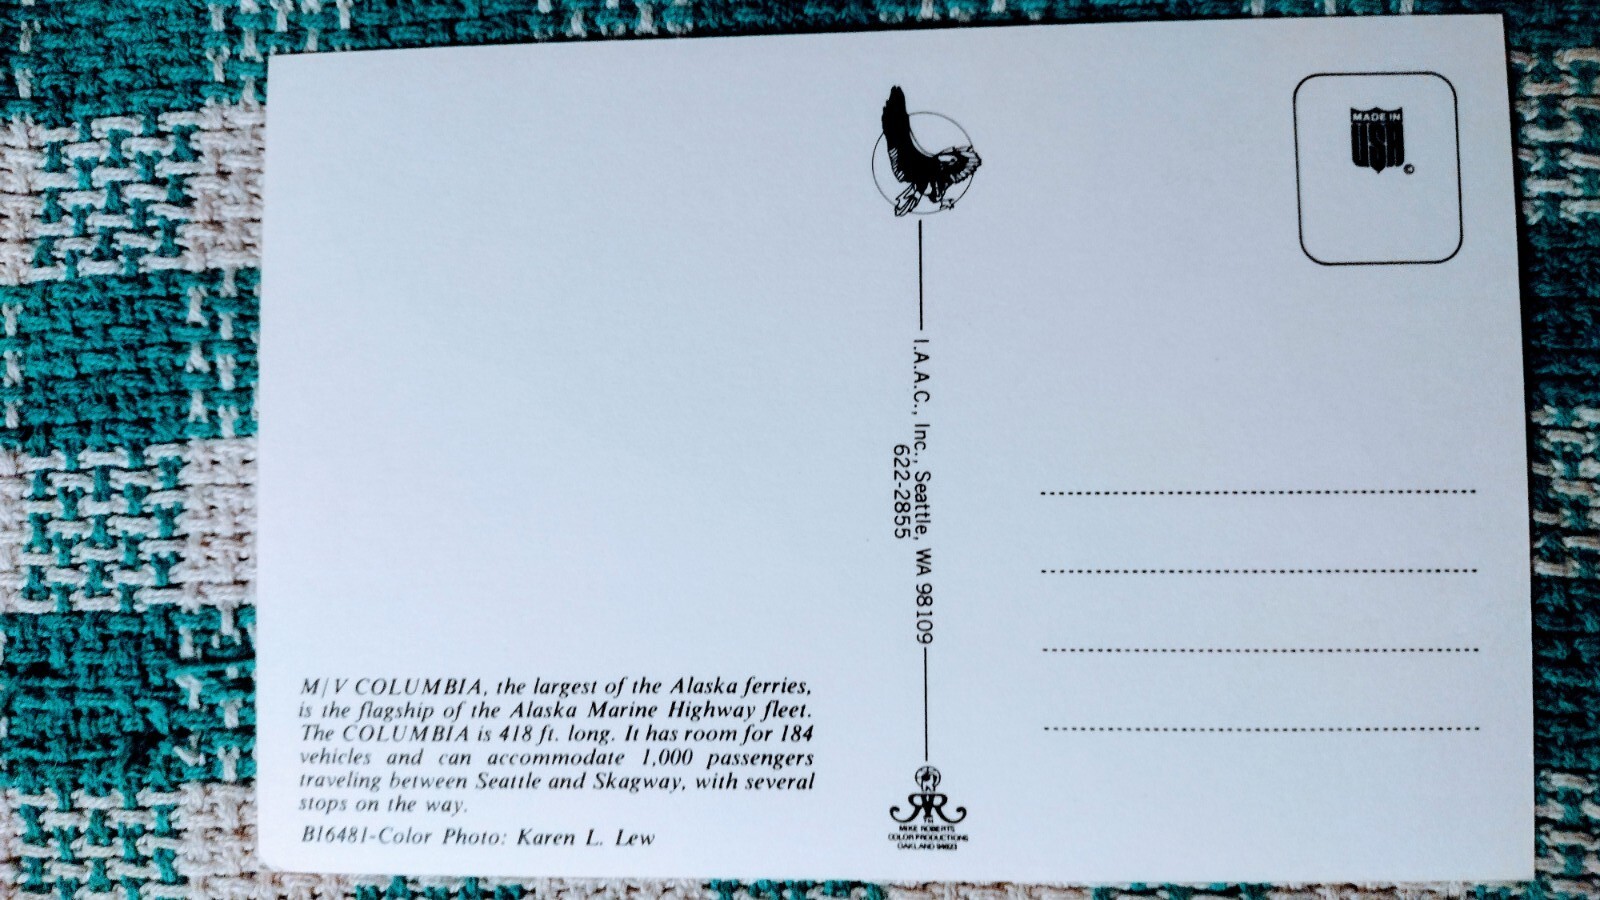 M/V COLUMBIA, the largest of the Alaska ferries,
is the flagship of the Alaska Marine Highway fleet.
The COLUMBIA is 418 ft. long. It has room for 184
vehicles and can accommodate 1,000 passengers
traveling between Seattle and Skagway, with several
stops on the way.
B16481-Color Photo: Karen L. Lew
I.A.A.C., Inc., Seattle, WA 98109
622-2855
TM
MIKE ROBERTS
COLOR PRODUCTIONS
OAKLAND 94623
MADE IN
USA
©